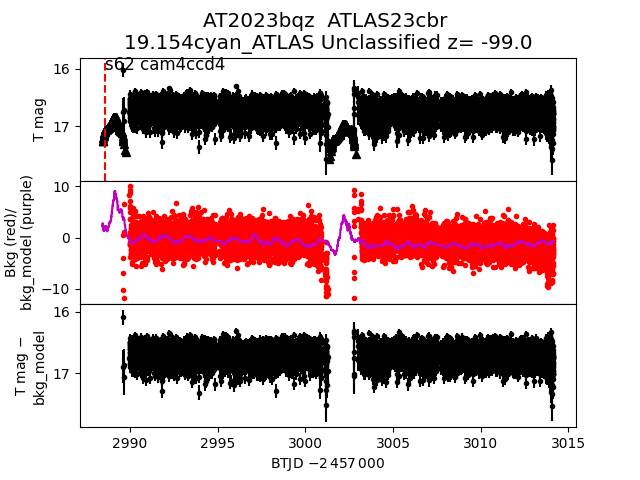 AT2023bqz  ATLAS23cbr
19.154cyan_ATLAS Unclassified z= -99.0
s62 cam4ccd4
16
17
T mag
10
0
−10
Bkg (red)/
bkg_model (purple)
16
17
T mag −
bkg_model
2990 2995 3000 3005 3010 3015
BTJD −2 457 000